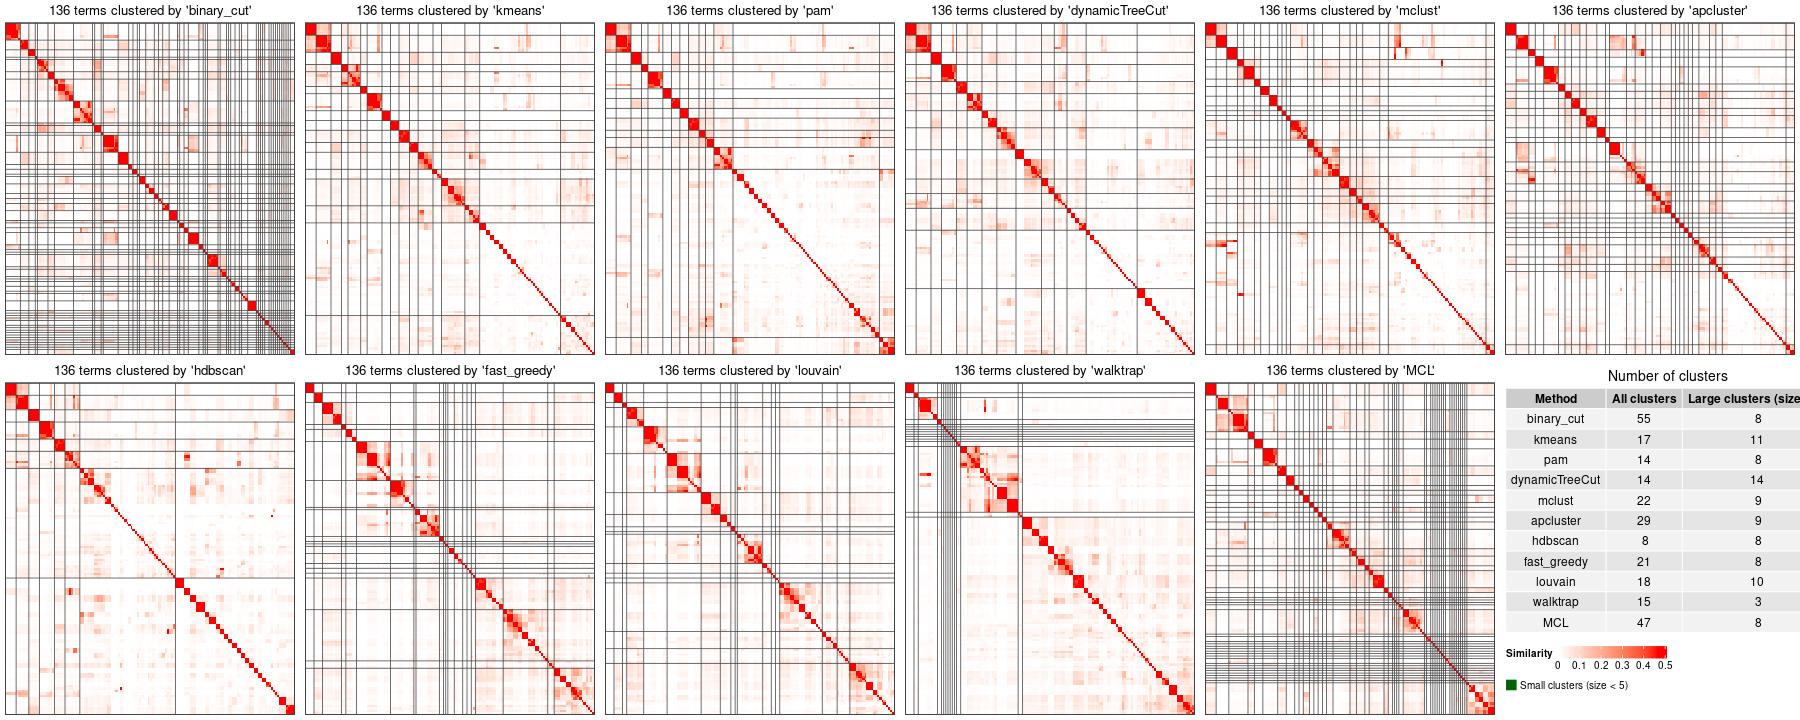 136 terms clustered by 'binary_cut'
136 terms clustered by 'kmeans'
136 terms clustered by 'pam'
136 terms clustered by 'dynamicTreeCut'
136 terms clustered by 'mclust'
136 terms clustered by 'apcluster'
136 terms clustered by 'hdbscan'
136 terms clustered by 'fast_greedy'
136 terms clustered by 'louvain'
136 terms clustered by 'walktrap'
136 terms clustered by 'MCL'
Number of clusters
Method All clusters Large clusters (size
binary_cut 55 8
kmeans 17 11
pam 14 8
dynamicTreeCut 14 14
mclust 22 9
apcluster 29 9
hdbscan 8 8
fast_greedy 21 8
louvain 18 10
walktrap 15 3
MCL 47 8
Similarity
0 0.1 0.2 0.3 0.4 0.5
Small clusters (size < 5)